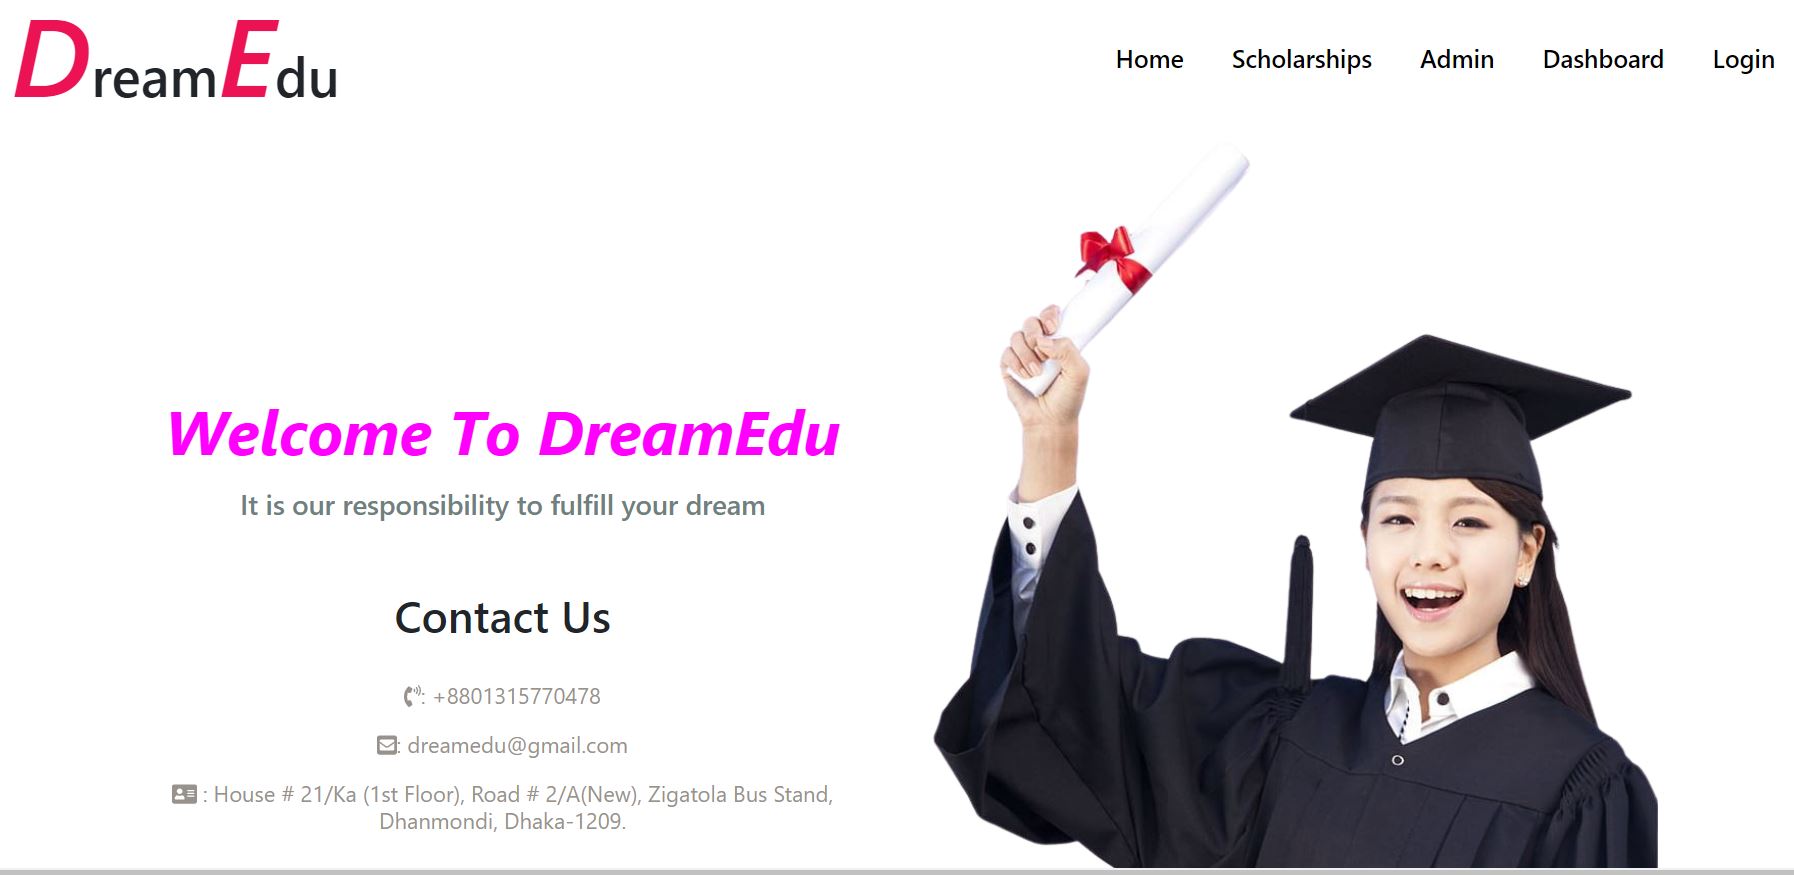 DreamEdu
Home Scholarships Admin Dashboard Login
Welcome To DreamEdu
It is our responsibility to fulfill your dream
Contact Us
: +8801315770478
: dreamedu@gmail.com
: House # 21/Ka (1st Floor), Road # 2/A(New), Zigatola Bus Stand,
Dhanmondi, Dhaka-1209.